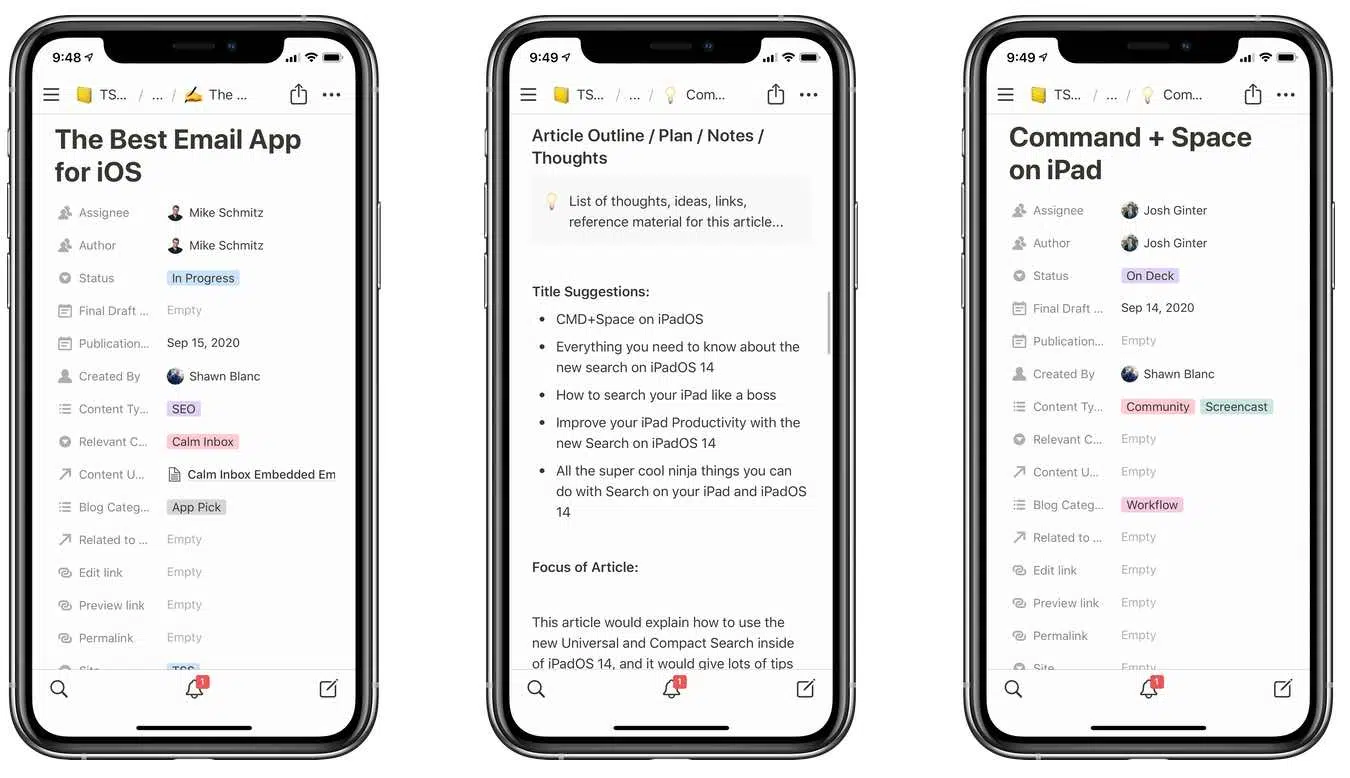 9:48
TS... / ... / The ...
The Best Email App
for iOS
Assignee Mike Schmitz
Author Mike Schmitz
Status In Progress
Final Draft ... Empty
Publication... Sep 15, 2020
Created By Shawn Blanc
Content Ty... SEO
Relevant C... Calm Inbox
Content U... Calm Inbox Embedded Em
Blog Categ... App Pick
Related to ... Empty
Edit link Empty
Preview link Empty
Permalink Empty
Site TSS
1
9:49
TS... / ... / Com...
Article Outline / Plan / Notes /
Thoughts
List of thoughts, ideas, links,
reference material for this article...
Title Suggestions:
• CMD+Space on iPadOS
• Everything you need to know about the
new search on iPadOS 14
• How to search your iPad like a boss
• Improve your iPad Productivity with the
new Search on iPadOS 14
• All the super cool ninja things you can
do with Search on your iPad and iPadOS
14
Focus of Article:
This article would explain how to use the
new Universal and Compact Search inside
of iPadOS 14, and it would give lots of tips
1
9:49
TS... / ... / Com...
Command + Space
on iPad
Assignee Josh Ginter
Author Josh Ginter
Status On Deck
Final Draft ... Sep 14, 2020
Publication... Empty
Created By Shawn Blanc
Content Ty... Community Screencast
Relevant C... Empty
Content U... Empty
Blog Categ... Workflow
Related to ... Empty
Edit link Empty
Preview link Empty
Permalink Empty
Site Empty
1